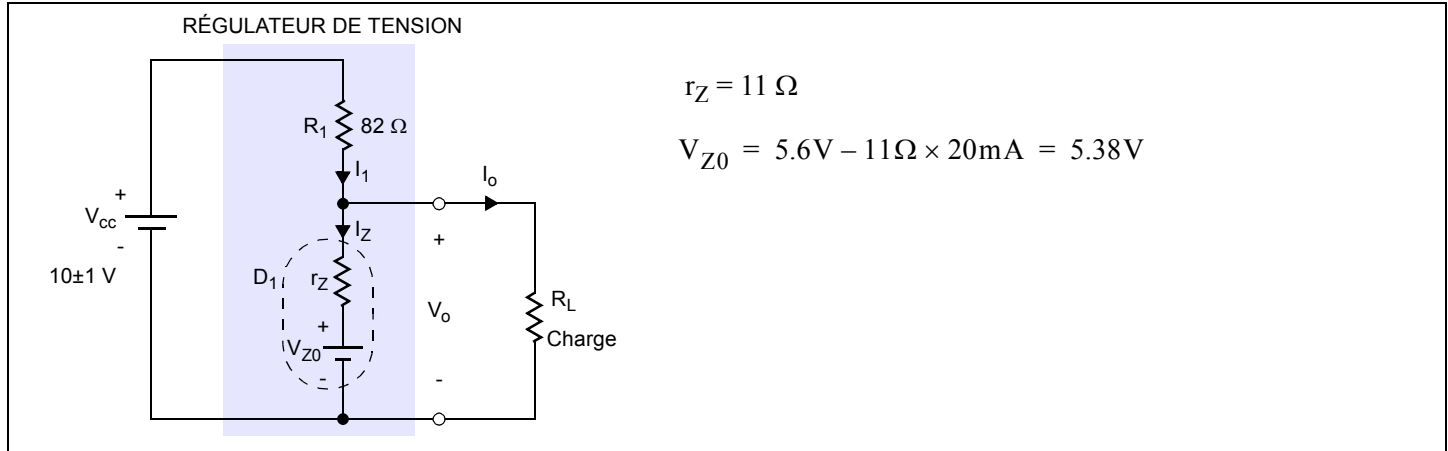 RÉGULATEUR DE TENSION
R1 82 Ω
I1
Io
+
Vcc
-
10±1 V
IZ
D1
rZ
+
VZ0
-
+
Vo
-
RL
Charge
rZ = 11 Ω
VZ0 = 5.6V – 11Ω × 20mA = 5.38V